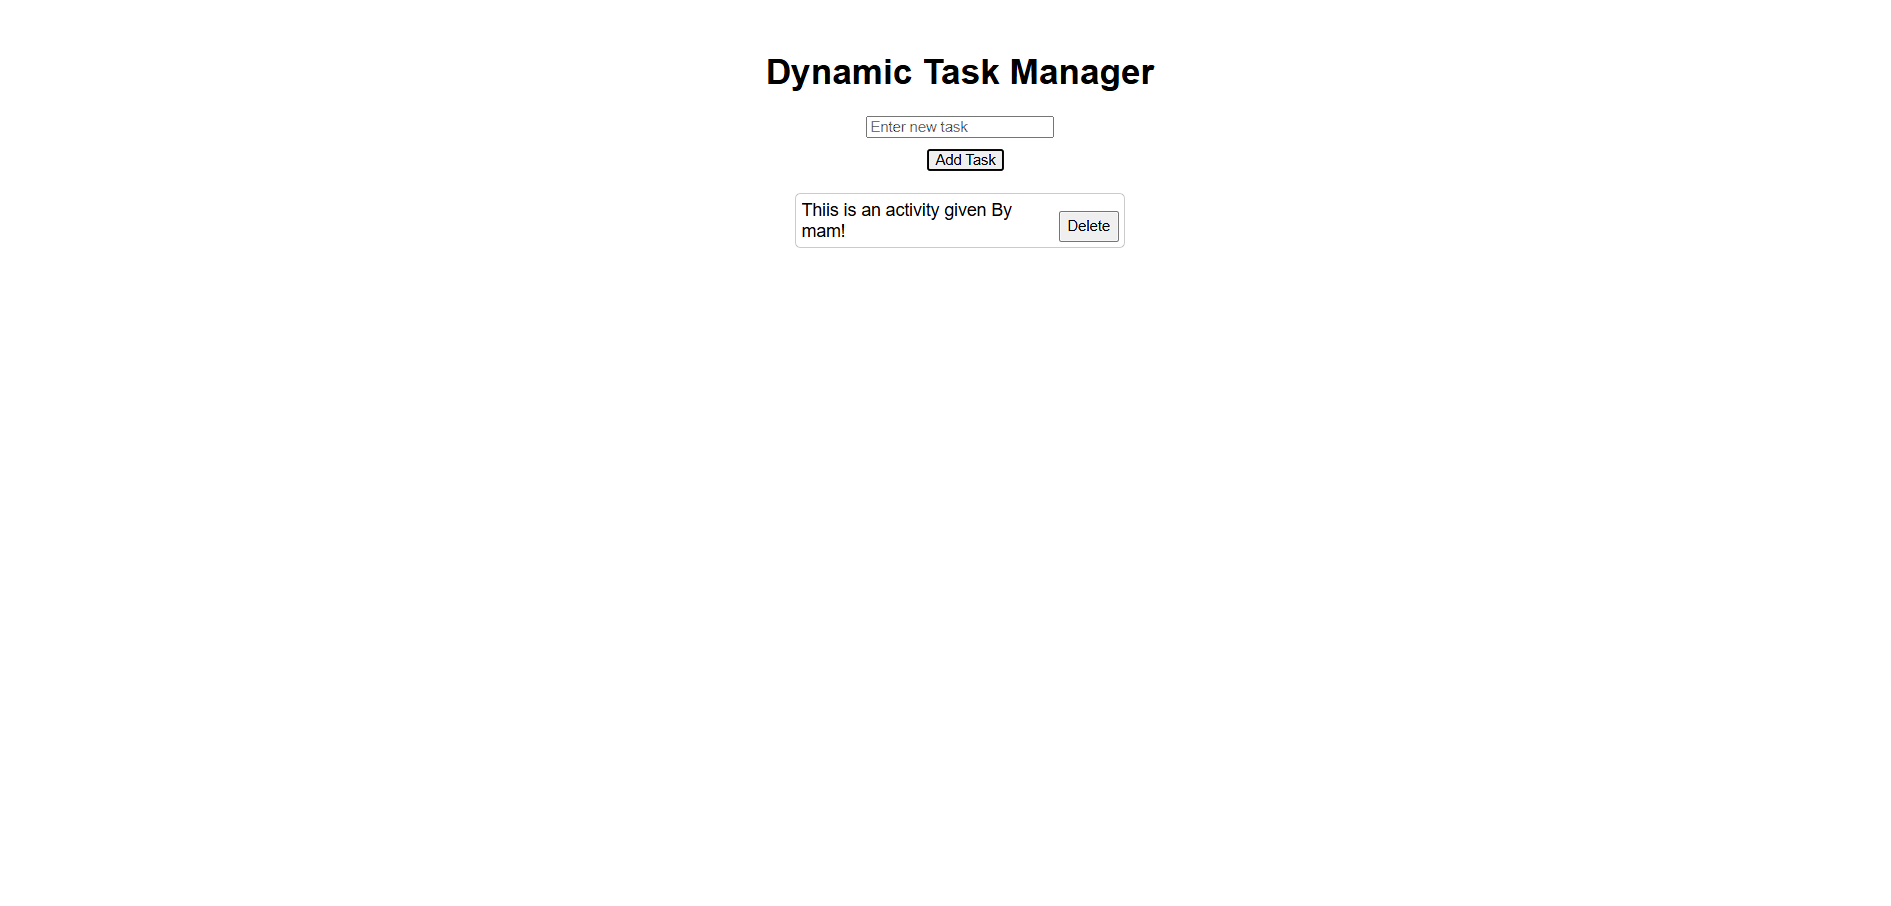 Dynamic Task Manager
Enter new task
Add Task
Thiis is an activity given By
mam!
Delete